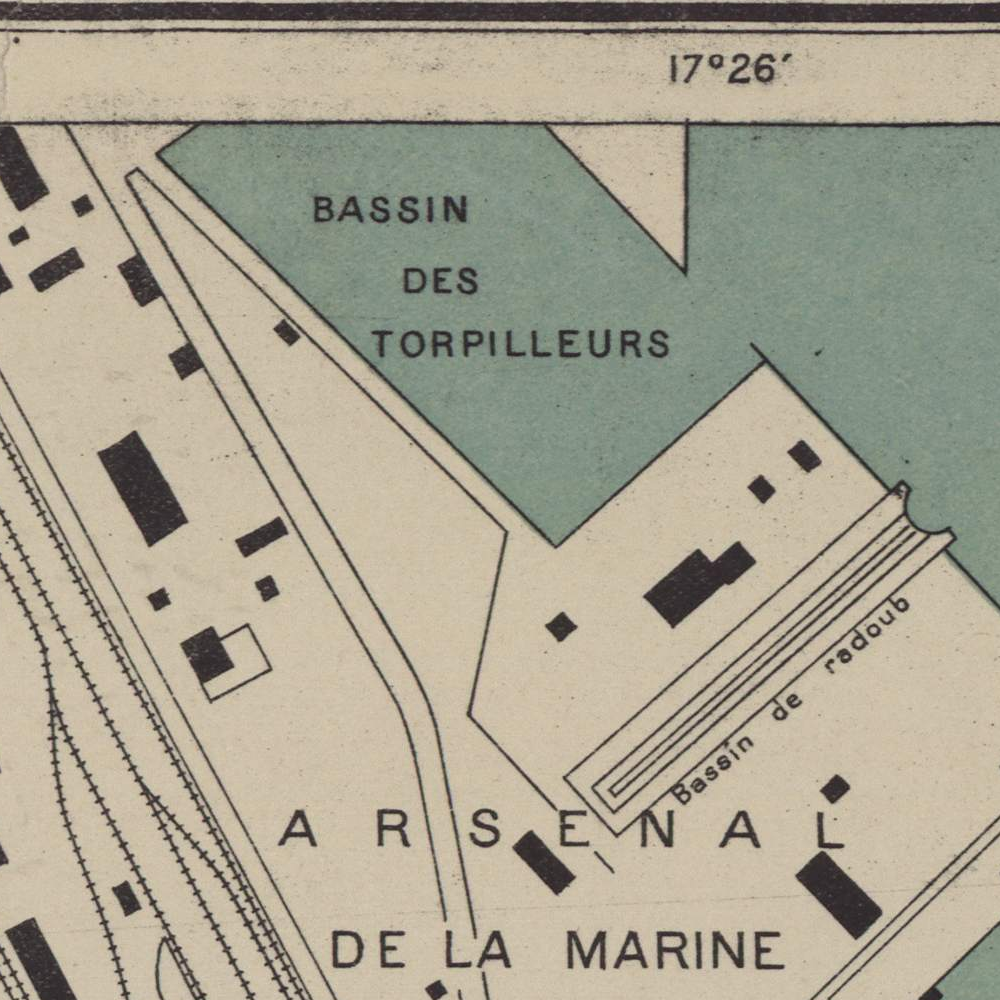 17°26′
BASSIN
DES
TORPILLEURS
Bassin de radoub
ARSENAL
DE LA MARINE